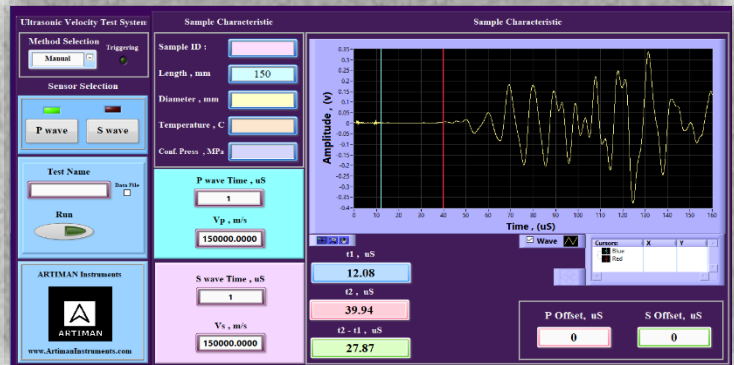 Ultrasonic Velocity Test System
Method Selection
Manual
Triggering
Sensor Selection
P wave
S wave
Test Name
Data File
Run
ARTIMAN Instruments
ARTIMAN
www.ArtimanInstruments.com
Sample Characteristic
Sample ID :
Length , mm
150
Diameter , mm
Temperature , C
Conf. Press , MPa
P wave Time , uS
1
Vp , m/s
150000.0000
S wave Time , uS
1
Vs , m/s
150000.0000
Sample Characteristic
Amplitude , (v)
0.35
0.3
0.25
0.2
0.15
0.1
0.05
0
-0.05
-0.1
-0.15
-0.2
-0.25
-0.3
-0.35
-0.4
0 10 20 30 40 50 60 70 80 90 100 110 120 130 140 150 160
Time , (uS)
Wave
Cursors: X Y
Blue
Red
t1 , uS
12.08
t2 , uS
39.94
t2 - t1 , uS
27.87
P Offset, uS
0
S Offset, uS
0